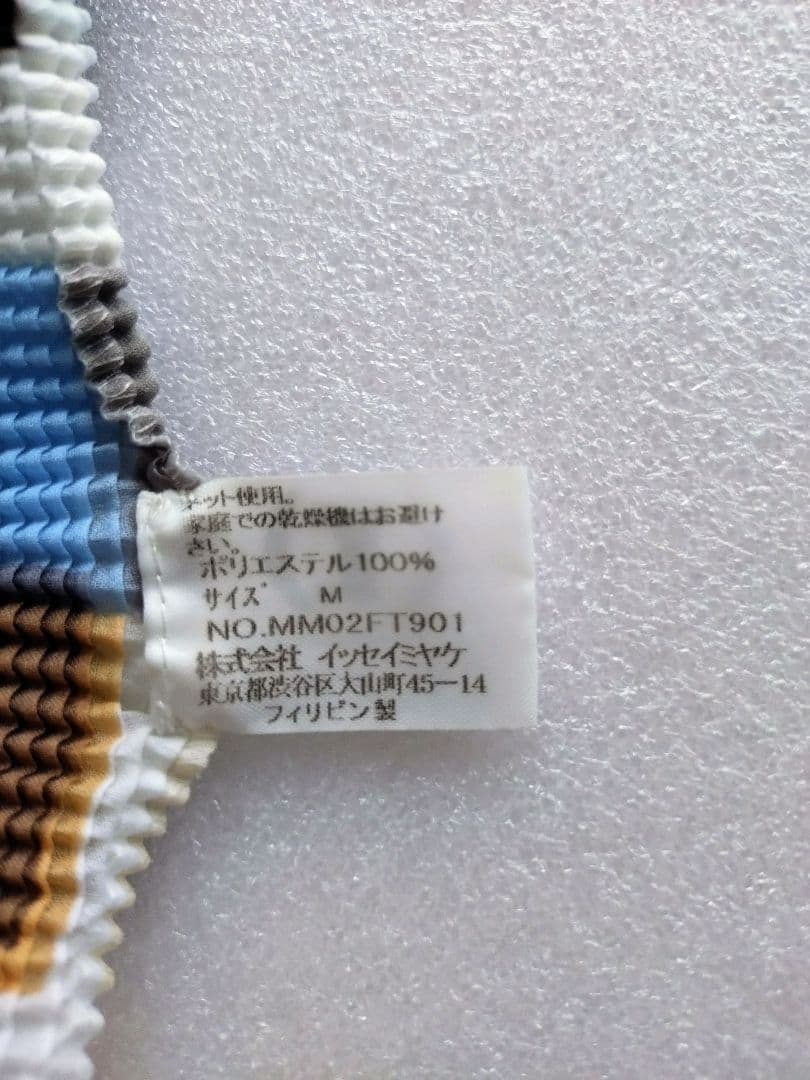 ネット使用。
家庭での乾燥機はお避け
さい。
ポリエステル100%
サイズ M
NO.MM02FT901
株式会社 イッセイミヤケ
東京都渋谷区大山町45－14
フィリピン製